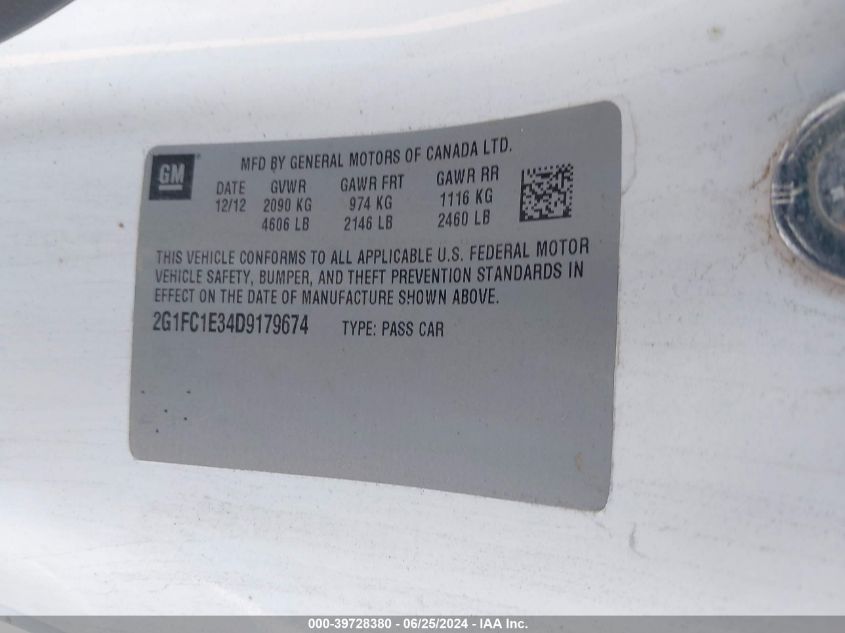 GM
MFD BY GENERAL MOTORS OF CANADA LTD.
DATE GVWR GAWR FRT GAWR RR
12/12 2090 KG 974 KG 1116 KG
4606 LB 2146 LB 2460 LB
THIS VEHICLE CONFORMS TO ALL APPLICABLE U.S. FEDERAL MOTOR
VEHICLE SAFETY, BUMPER, AND THEFT PREVENTION STANDARDS IN
EFFECT ON THE DATE OF MANUFACTURE SHOWN ABOVE.
2G1FC1E34D9179674 TYPE: PASS CAR
000-39728380 - 06/25/2024 - IAA Inc.